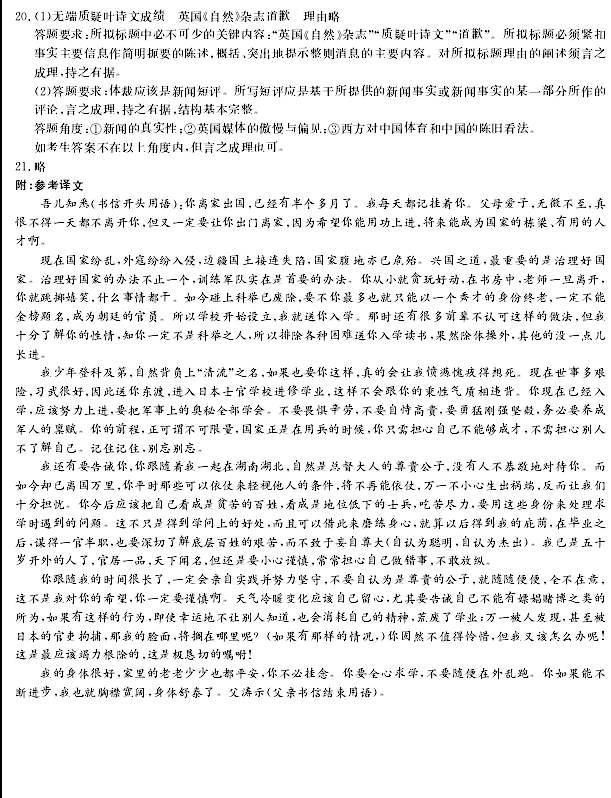 20.(1)无端质疑叶诗文成绩　英国《自然》杂志道歉　理由略
答题要求:所拟标题中必不可少的关键内容:“英国《自然》杂志”“质疑叶诗文”“道歉”。所拟标题必须紧扣
事实主要信息作简明扼要的陈述,概括、突出地提示整则消息的主要内容。对所拟标题理由的阐述须言之
成理,持之有据。
(2)答题要求:体裁应该是新闻短评。所写短评应是基于所提供的新闻事实或新闻事实的某一部分所作的
评论,言之成理,持之有据,结构基本完整。
答题角度:①新闻的真实性;②英国媒体的傲慢与偏见;③西方对中国体育和中国的陈旧看法。
如考生答案不在以上角度内,但言之成理也可。
21.略
附:参考译文
吾儿知悉(书信开头用语):你离家出国,已经有半个多月了。我每天都记挂着你。父母爱子,无微不至,真
恨不得一天都不离开你,但又一定要让你出门离家,因为希望你能用功上进,将来能成为国家的栋梁、有用的人
才啊。
现在国家纷乱,外寇纷纷入侵,边疆国土接连失陷,国家腹地亦已危殆。兴国之道,最重要的是治理好国
家。治理好国家的办法不止一个,训练军队实在是首要的办法。你从小就贪玩好动,在书房中,老师一旦离开,
你就跳掷嬉笑,什么事情都干。如今碰上科举已废除,要不你最多也就只能以一个秀才的身份终老,一定不能
金榜题名,成为朝廷的官员。所以学校开始设立,我就送你入学。那时还有很多前辈不认可这样的做法,但我
十分了解你的性情,知你一定不是科举之人,所以排除各种困难送你入学读书,果然除体操外,其他的没一点儿
长进。
我少年登科及第,自然背负上“清流”之名,如果也要你这样,真的会让我愤懑愧疚得想死。现在世事多艰
险,习武很好,因此送你东渡,进入日本士官学校进修学业,这样不会跟你的秉性气质相违背。你现在已经入
学,应该努力上进,要把军事上的奥秘全部学会。不要畏惧辛劳,不要自恃高贵,要勇猛刚强坚毅,务必要养成
军人的禀赋。你的前程,正可谓不可限量,国家正是在用兵的时候,你只需担心自己不能够成才,不需担心别人
不了解自己。记住记住,别忘别忘。
我还有要告诫你,你跟随着我一起在湖南湖北,自然是总督大人的尊贵公子,没有人不恭敬地对待你。而
如今却已离国万里,你平时那些可以依仗来轻视他人的条件,将不再能依仗,万一不小心生出祸端,反而让我们
十分担忧。你今后应该把自己看成是贫苦的百姓,看成是地位低下的士兵,吃苦尽力,要用这些身份来处理求
学时遇到的问题。这不只是得到学问上的好处,而且可以借此来磨练身心,就算以后得到我的庇荫,在毕业之
后,谋得一官半职,也要深切了解底层百姓的艰苦,而不致于妄自尊大(自认为聪明,自认为杰出)。我已是五十
岁开外的人了,官居一品,天下闻名,但还是要小心谨慎,常常担心自己做错事,不敢放纵。
你跟随我的时间很长了,一定会亲自实践并努力坚守,不要自认为是尊贵的公子,就随随便便,全不在意,
这不是我对你的希望,你一定要谨慎啊。天气冷暖变化应该自己留心,尤其要告诫自己不能有嫖娼赌博之类的
所为,如果有这样的行为,即使幸运地不让别人知道,也会消耗自己的精神,荒废了学业;万一被人发现,甚至被
日本的官吏拘捕,那我的脸面,将搁在哪里呢?(如果有那样的情况,)你固然不值得怜惜,但我又该怎么办呢!
这是最应该竭力根除的,这是极恳切的嘱咐!
我的身体很好,家里的老老少少也都平安,你不必挂念。你要全心求学,不要随便在外乱跑。你如果能不
断进步,我也就胸襟宽阔,身体舒泰了。父涛示(父亲书信结束用语)。